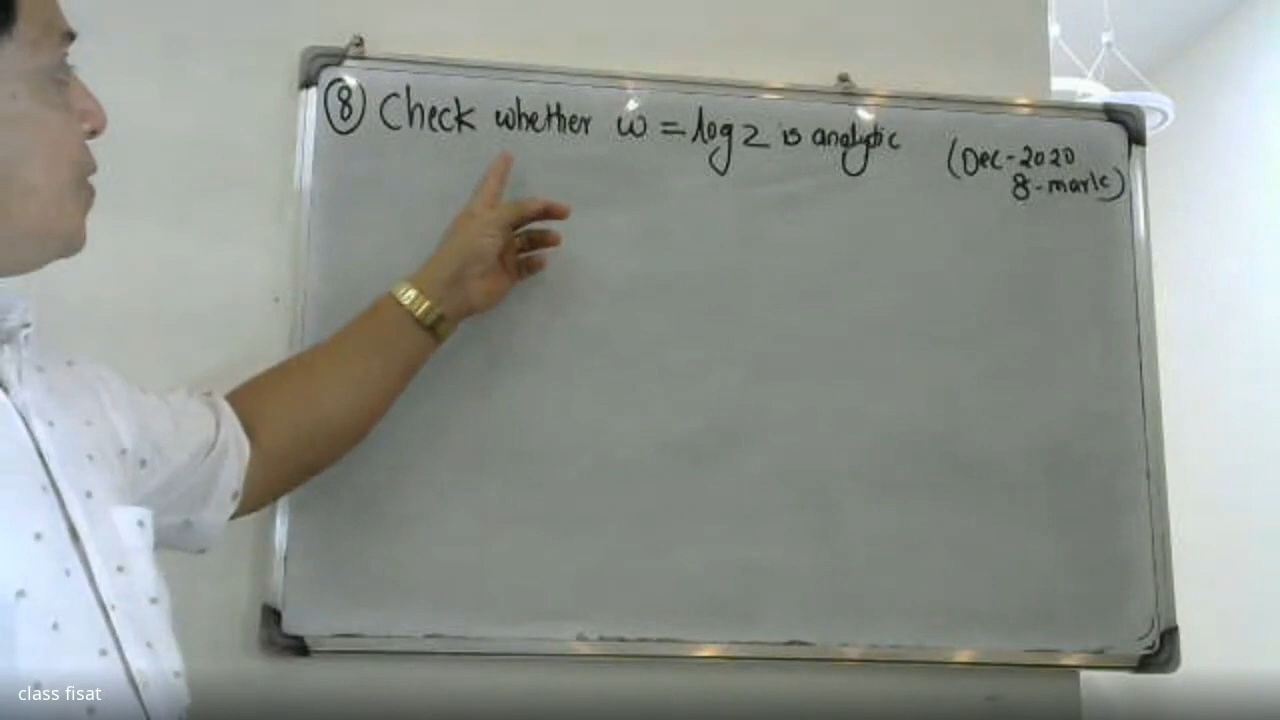 ⑧ Check whether w = log z is analytic
(Dec-2020
8-mark)
class fisat